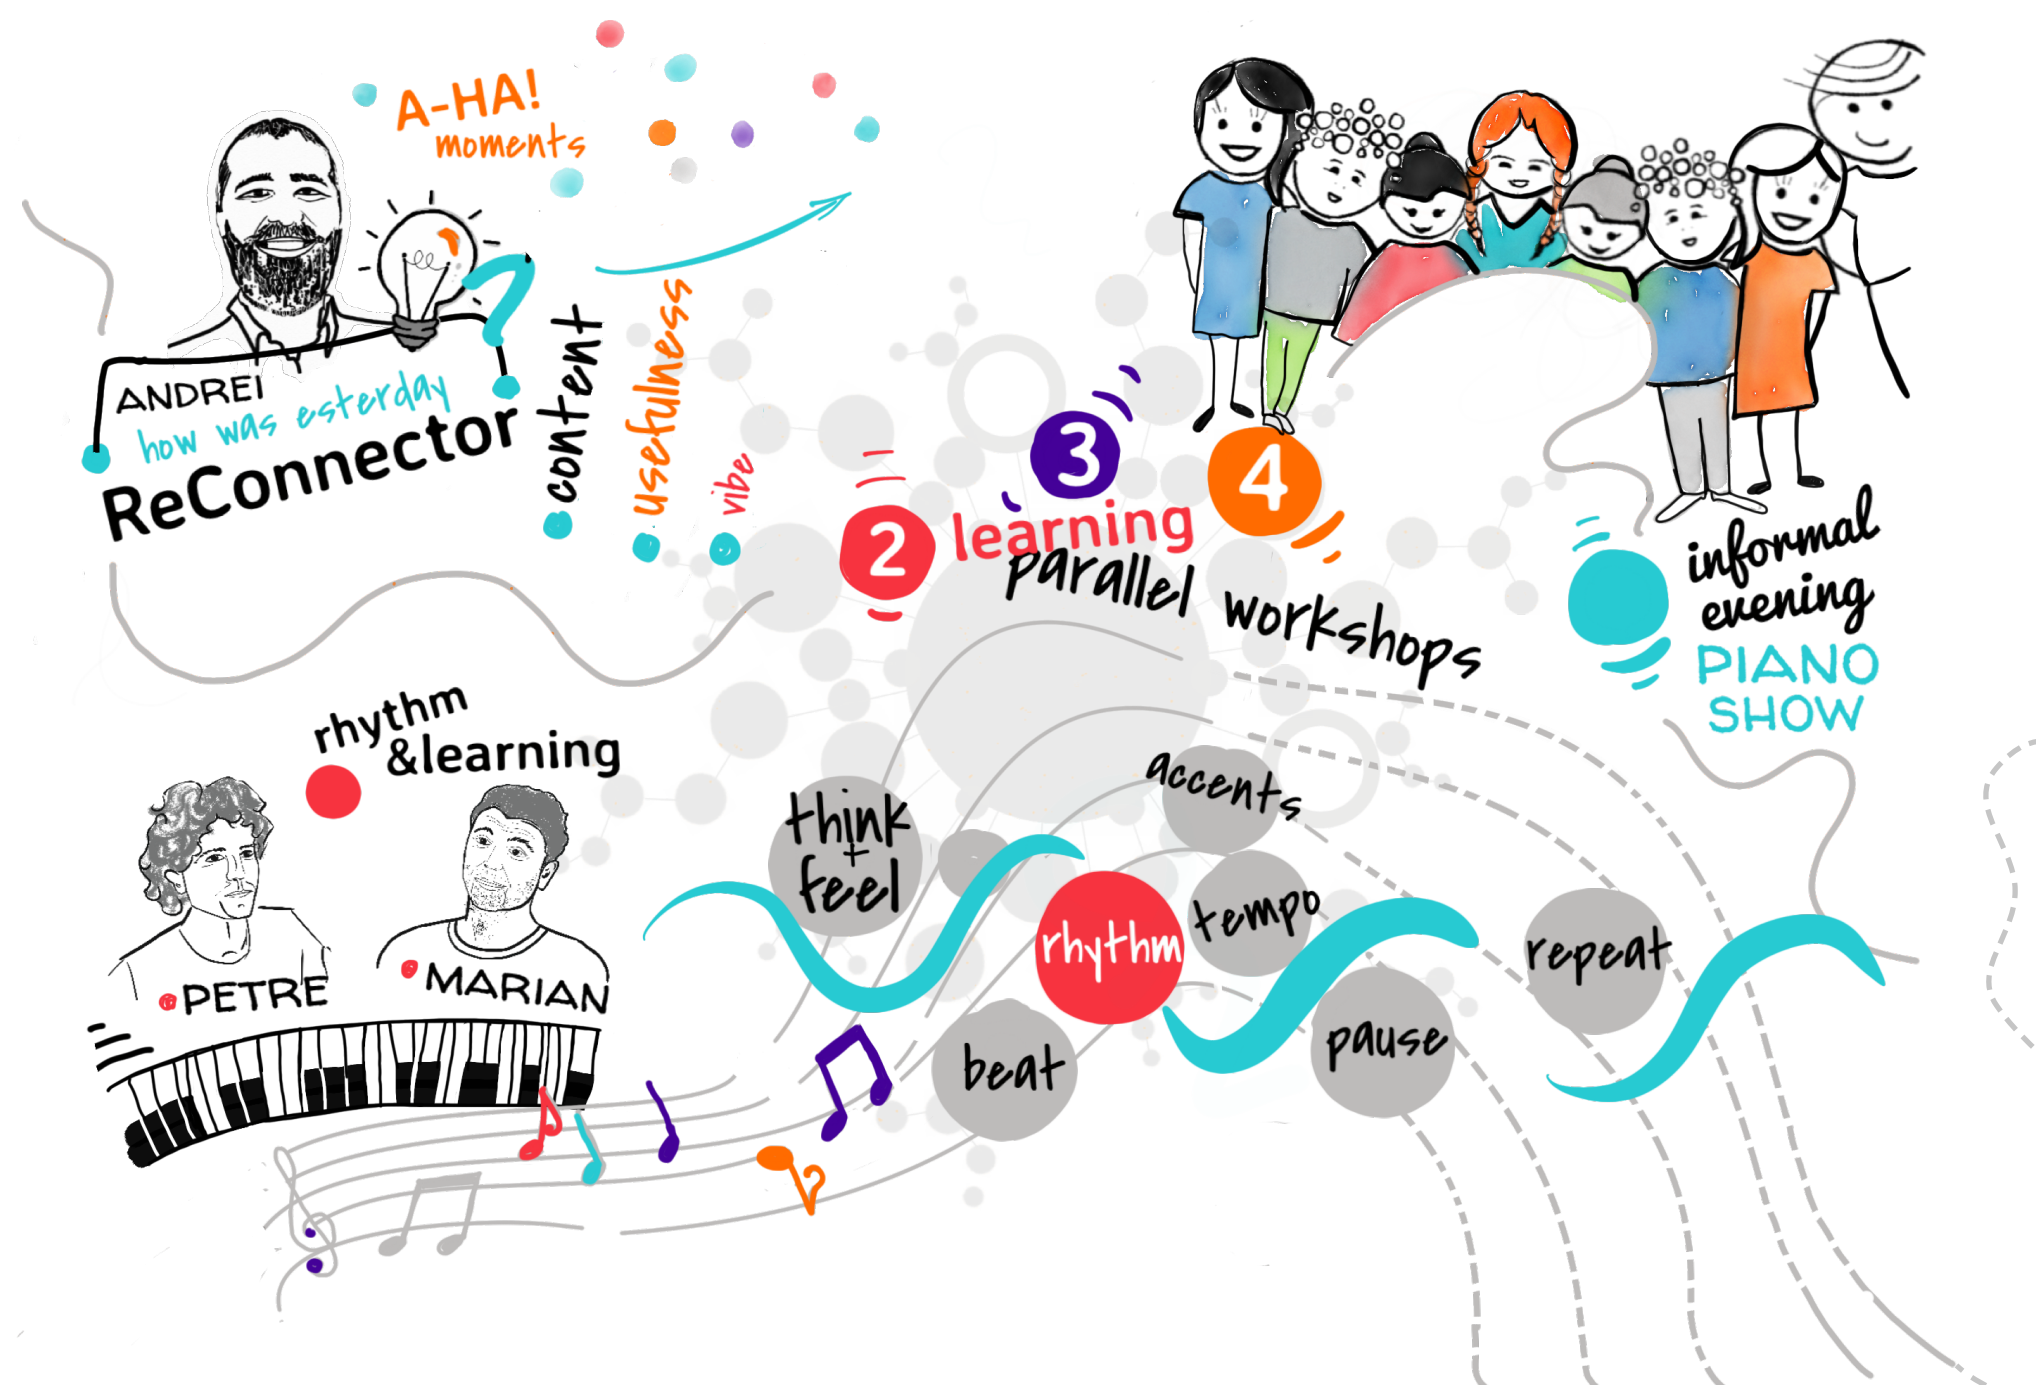 A-HA!
moments
?
ANDREI
how was esterday
ReConnector
content
usefulness
vibe
2
3
4
learning
parallel workshops
informal
evening
PIANO
SHOW
rhythm
&learning
PETRE
MARIAN
think
+
feel
accents
rhythm
tempo
beat
pause
repeat